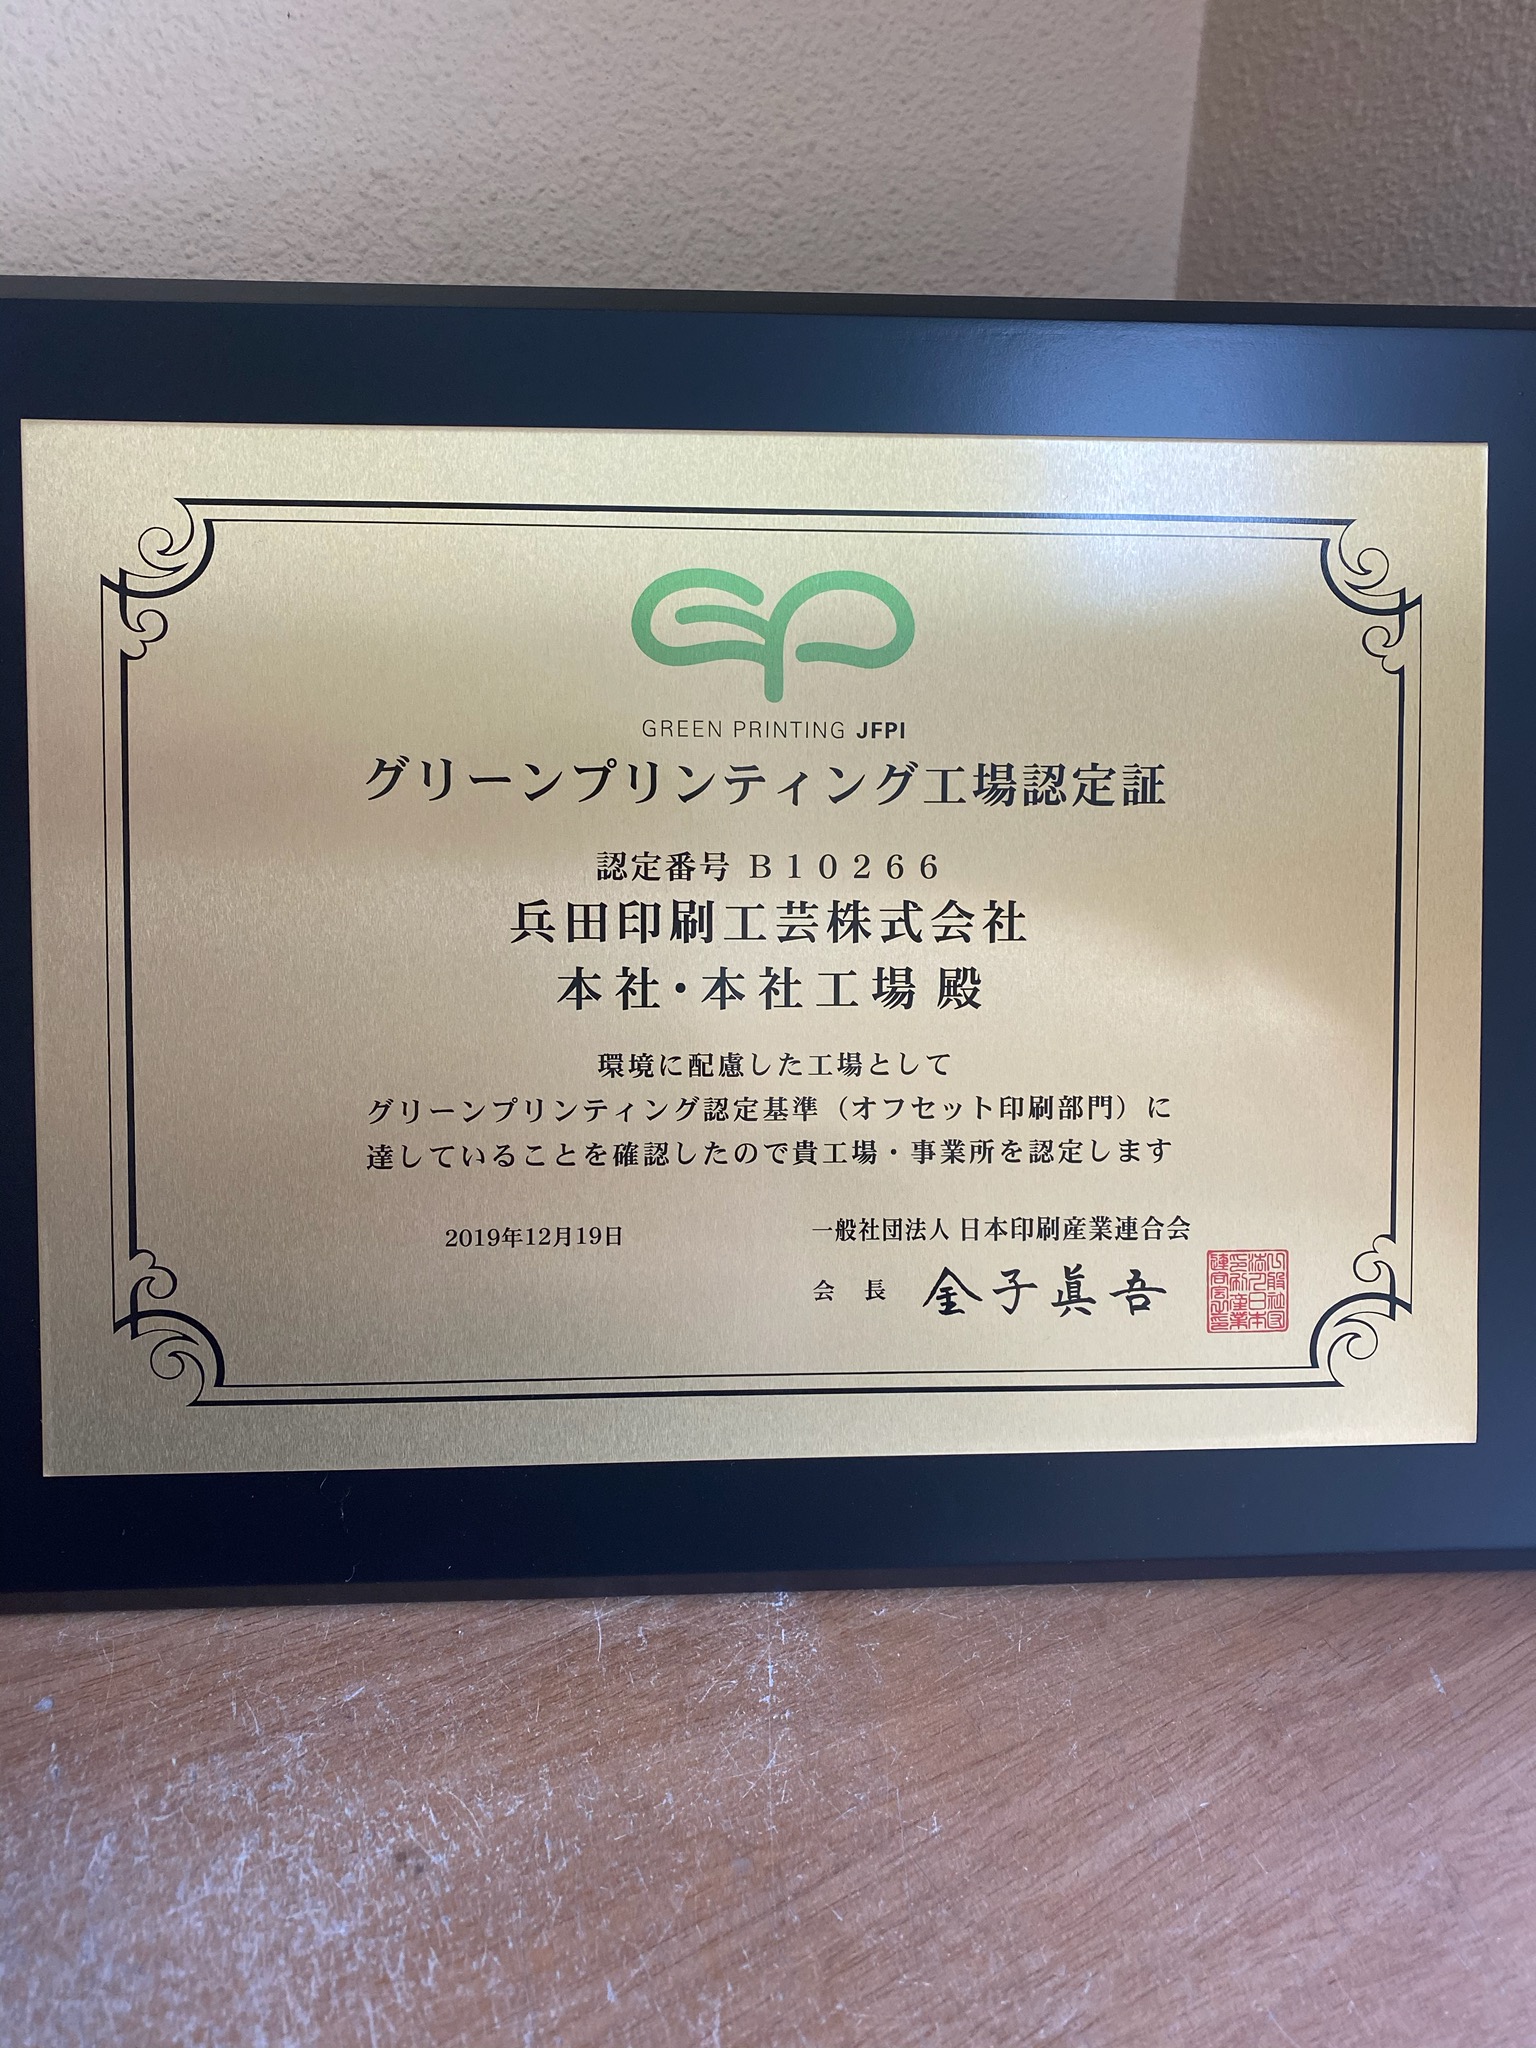 GREEN PRINTING JFPI
グリーンプリンティング工場認定証
認定番号 B10266
兵田印刷工芸株式会社
本社・本社工場 殿
環境に配慮した工場として
グリーンプリンティング認定基準（オフセット印刷部門）に
達していることを確認したので貴工場・事業所を認定します
2019年12月19日
一般社団法人 日本印刷産業連合会
会長 金子眞吾